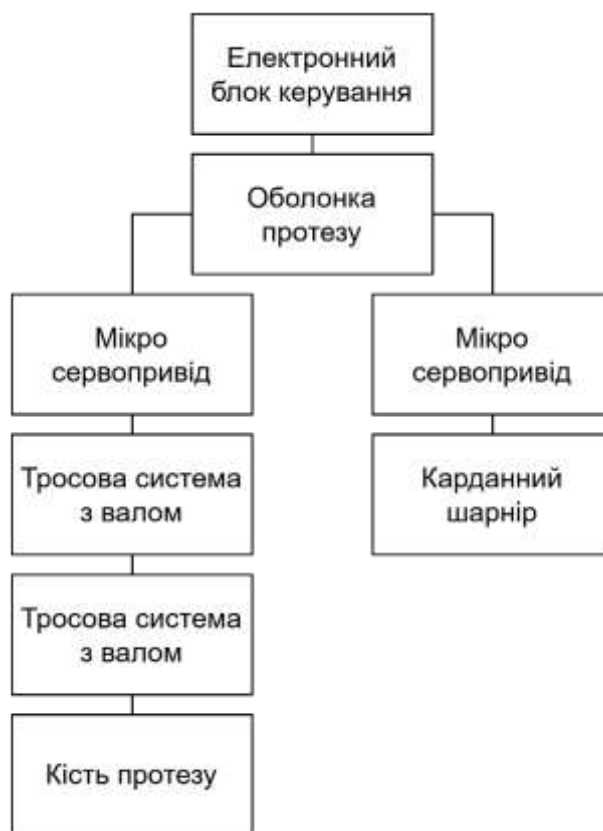 Електронний
блок керування
Оболонка
протезу
Мікро
сервопривід
Мікро
сервопривід
Тросова система
з валом
Карданний
шарнір
Тросова система
з валом
Кість протезу